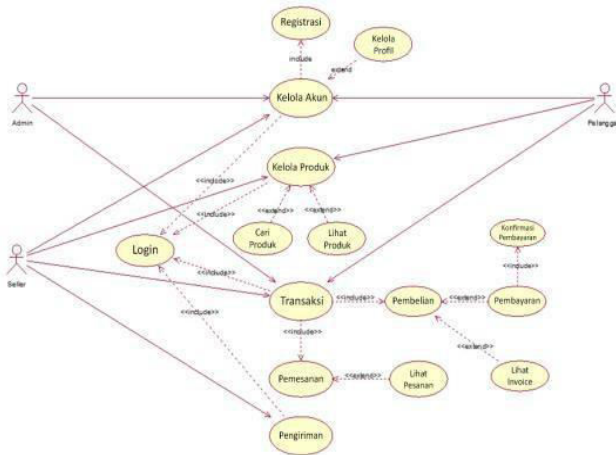 Registrasi
Kelola
Profil
include
extend
Kelola Akun
Admin
Pelangga
Kelola Produk
<<include>>
<<include>>
<<extend>>
<<extend>>
Cari
Produk
Lihat
Produk
Konfirmasi
Pembayaran
Login
Seller
<<include>>
<<include>>
Transaksi
<<include>>
Pembelian
<<extend>>
Pembayaran
<<include>>
<<include>>
<<extend>>
Pemesanan
<<extend>>
Lihat
Pesanan
Lihat
Invoice
Pengiriman